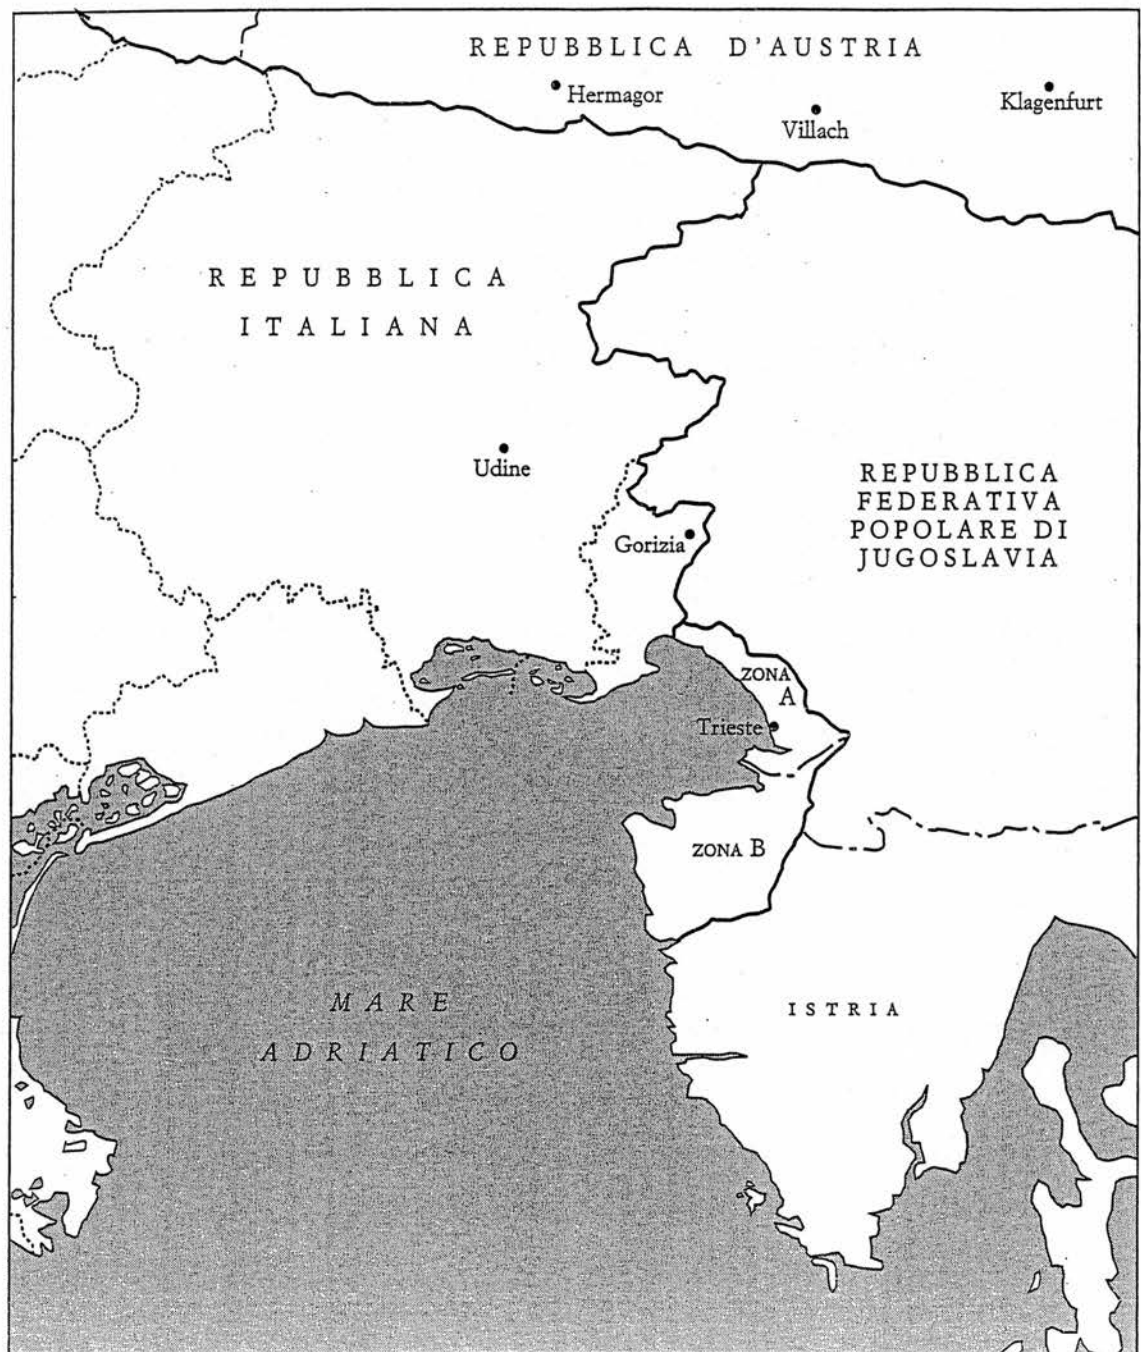 REPUBBLICA D'AUSTRIA
Hermagor
Klagenfurt
Villach
REPUBBLICA
ITALIANA
Udine
REPUBBLICA
FEDERATIVA
POPOLARE DI
JUGOSLAVIA
Gorizia
ZONA
A
Trieste
ZONA B
MARE
ADRIATICO
ISTRIA